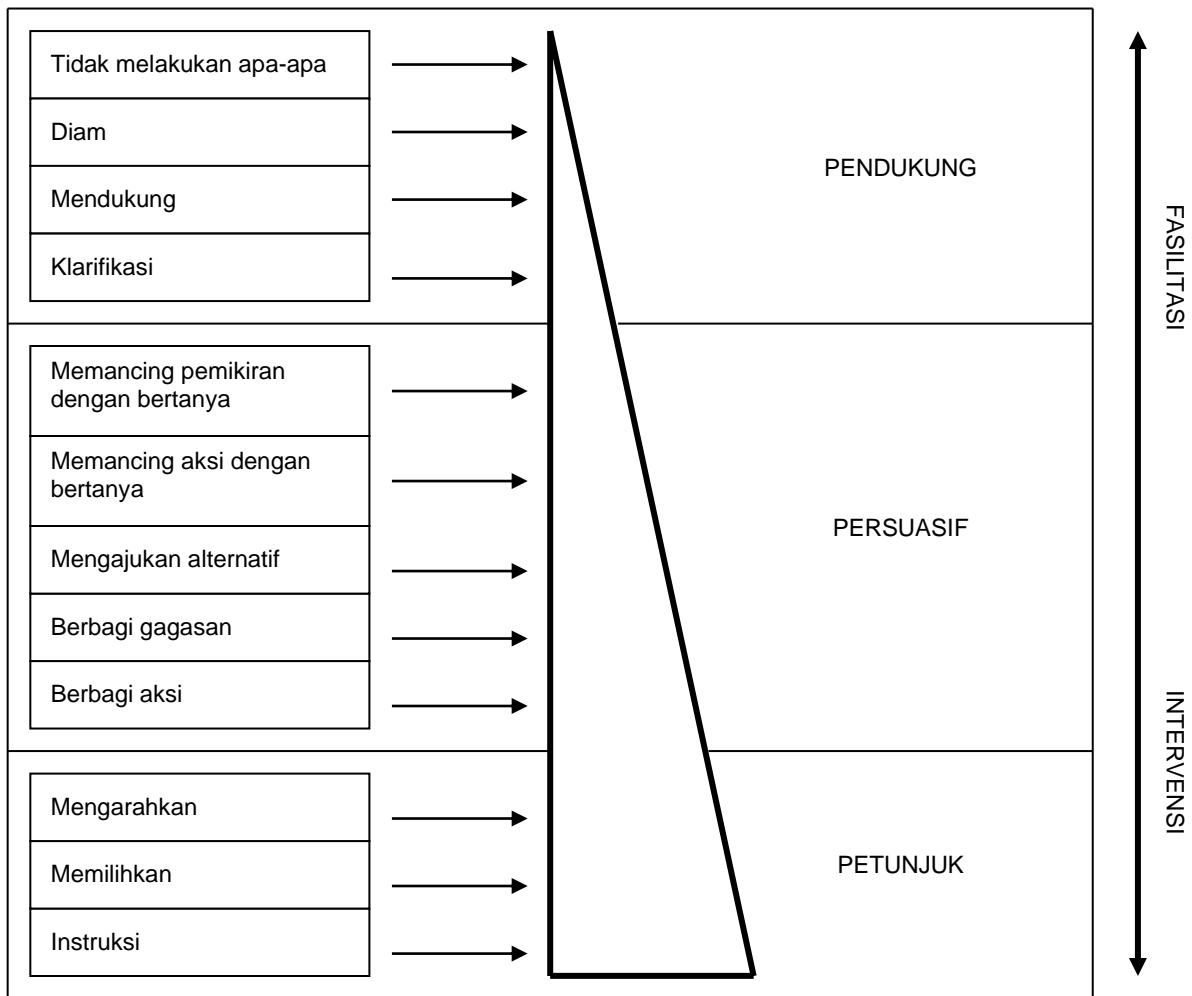 Tidak melakukan apa-apa
Diam
Mendukung
Klarifikasi
PENDUKUNG
Memancing pemikiran
dengan bertanya
Memancing aksi dengan
bertanya
Mengajukan alternatif
Berbagi gagasan
Berbagi aksi
PERSUASIF
Mengarahkan
Memilihkan
Instruksi
PETUNJUK
FASILITASI
INTERVENSI